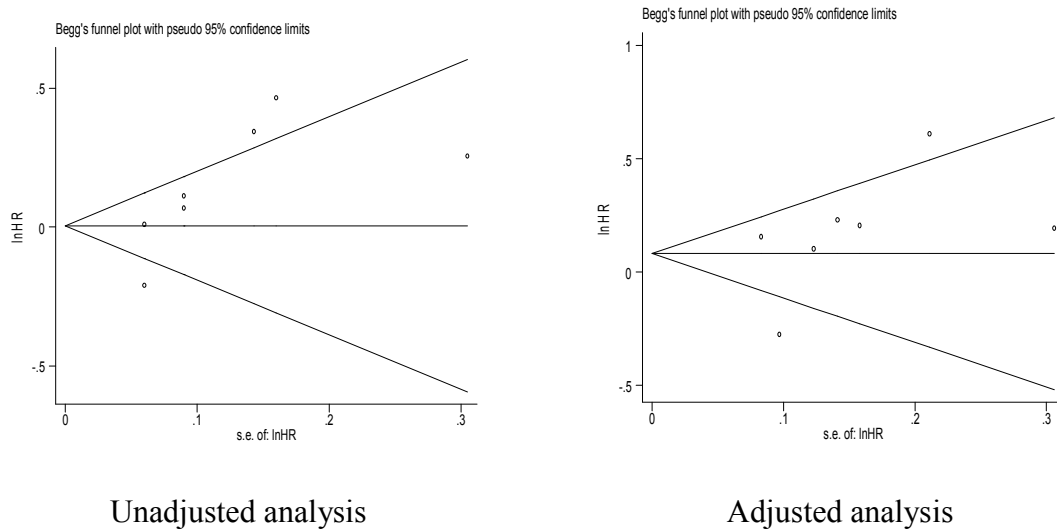 Begg's funnel plot with pseudo 95% confidence limits
lnHR
.5
0
-.5
0
.1
.2
.3
s.e. of: lnHR
Unadjusted analysis
Begg's funnel plot with pseudo 95% confidence limits
lnHR
1
.5
0
-.5
0
.1
.2
.3
s.e. of: lnHR
Adjusted analysis